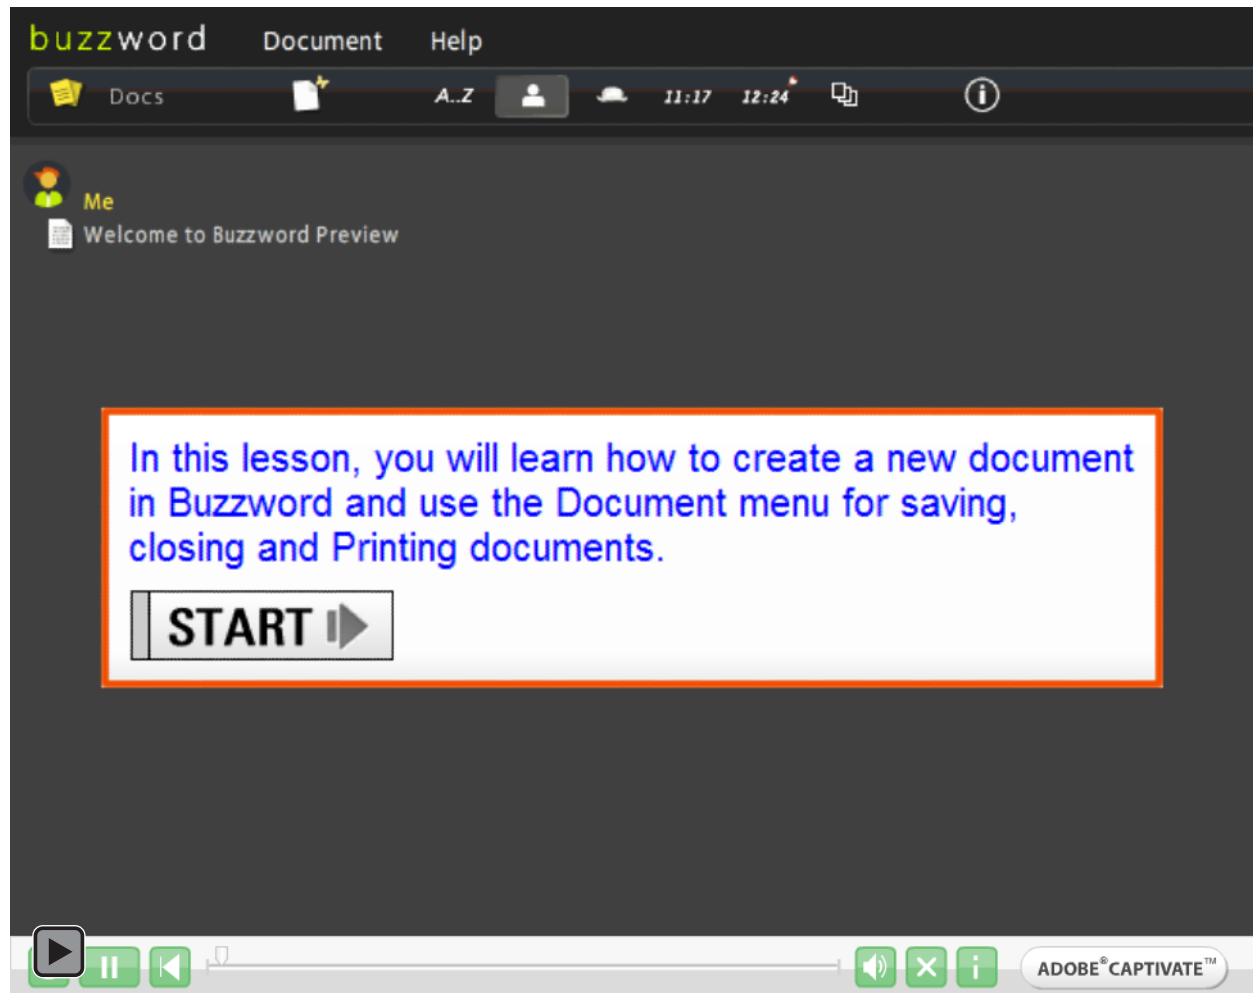 buzzword Document Help
Docs A..Z 11:17 12:24
Me
Welcome to Buzzword Preview
In this lesson, you will learn how to create a new document
in Buzzword and use the Document menu for saving,
closing and Printing documents.
START
ADOBE® CAPTIVATE™